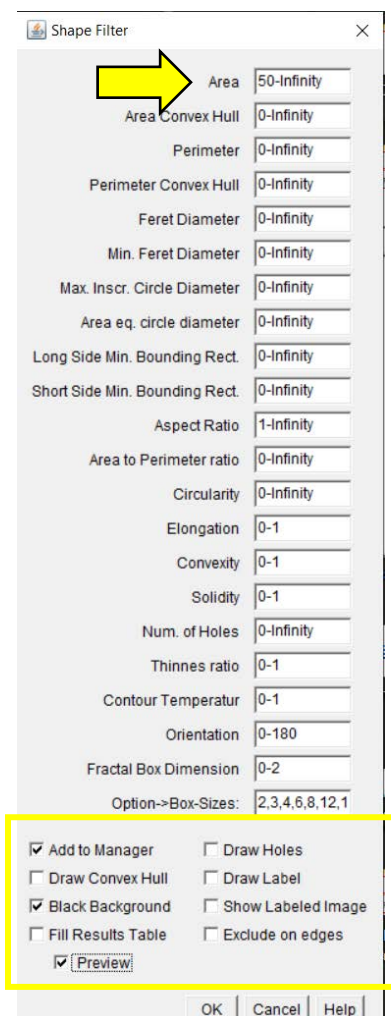 Shape Filter
Area 50-Infinity
Area Convex Hull 0-Infinity
Perimeter 0-Infinity
Perimeter Convex Hull 0-Infinity
Feret Diameter 0-Infinity
Min. Feret Diameter 0-Infinity
Max. Inscr. Circle Diameter 0-Infinity
Area eq. circle diameter 0-Infinity
Long Side Min. Bounding Rect. 0-Infinity
Short Side Min. Bounding Rect. 0-Infinity
Aspect Ratio 1-Infinity
Area to Perimeter ratio 0-Infinity
Circularity 0-Infinity
Elongation 0-1
Convexity 0-1
Solidity 0-1
Num. of Holes 0-Infinity
Thinnes ratio 0-1
Contour Temperatur 0-1
Orientation 0-180
Fractal Box Dimension 0-2
Option->Box-Sizes: 2,3,4,6,8,12,1
Add to Manager Draw Holes
Draw Convex Hull Draw Label
Black Background Show Labeled Image
Fill Results Table Exclude on edges
Preview
OK Cancel Help